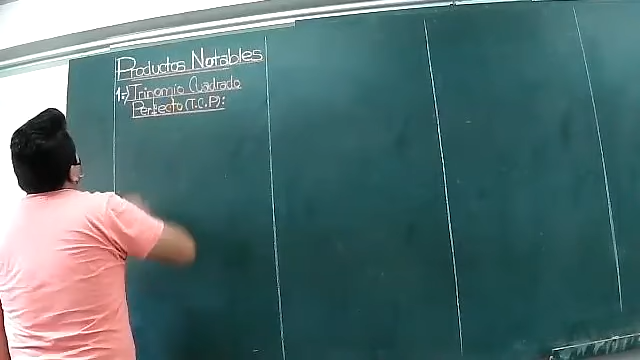 Productos Notables
1-) Trinomio Cuadrado
Perfecto (T.C.P):